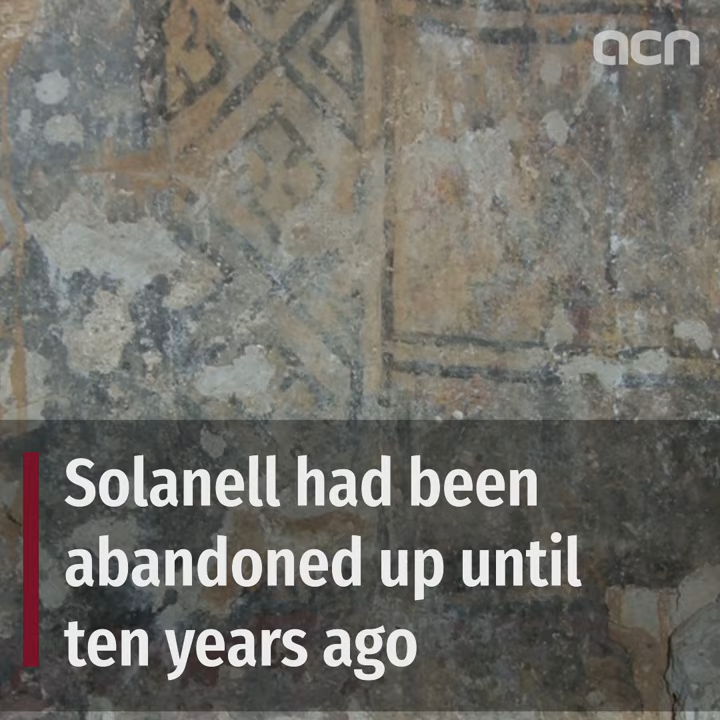 acn
Solanell had been
abandoned up until
ten years ago